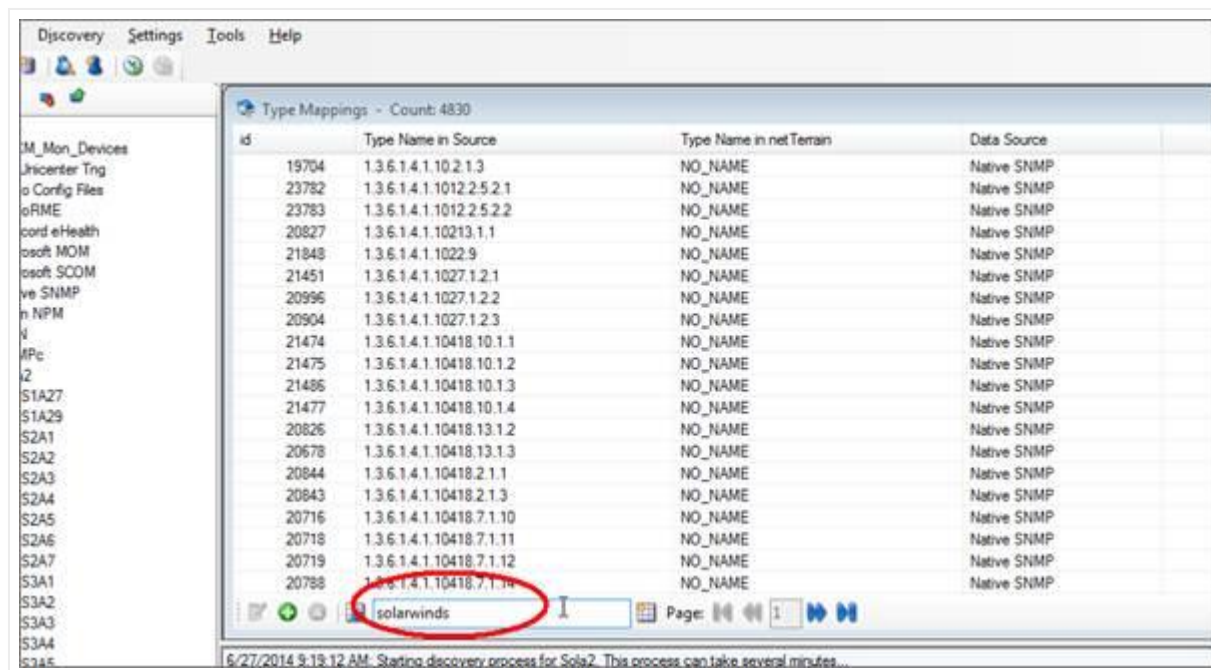 Discovery Settings Tools Help
Type Mappings - Count: 4830
id Type Name in Source Type Name in netTerrain Data Source
19704 1.3.6.1.4.1.10.2.1.3 NO_NAME Native SNMP
23782 1.3.6.1.4.1.1012.2.5.2.1 NO_NAME Native SNMP
23783 1.3.6.1.4.1.1012.2.5.2.2 NO_NAME Native SNMP
20827 1.3.6.1.4.1.10213.1.1 NO_NAME Native SNMP
21848 1.3.6.1.4.1.1022.9 NO_NAME Native SNMP
21451 1.3.6.1.4.1.1027.1.2.1 NO_NAME Native SNMP
20996 1.3.6.1.4.1.1027.1.2.2 NO_NAME Native SNMP
20904 1.3.6.1.4.1.1027.1.2.3 NO_NAME Native SNMP
21474 1.3.6.1.4.1.10418.10.1.1 NO_NAME Native SNMP
21475 1.3.6.1.4.1.10418.10.1.2 NO_NAME Native SNMP
21486 1.3.6.1.4.1.10418.10.1.3 NO_NAME Native SNMP
21477 1.3.6.1.4.1.10418.10.1.4 NO_NAME Native SNMP
20826 1.3.6.1.4.1.10418.13.1.2 NO_NAME Native SNMP
20678 1.3.6.1.4.1.10418.13.1.3 NO_NAME Native SNMP
20844 1.3.6.1.4.1.10418.2.1.1 NO_NAME Native SNMP
20843 1.3.6.1.4.1.10418.2.1.3 NO_NAME Native SNMP
20716 1.3.6.1.4.1.10418.7.1.10 NO_NAME Native SNMP
20718 1.3.6.1.4.1.10418.7.1.11 NO_NAME Native SNMP
20719 1.3.6.1.4.1.10418.7.1.12 NO_NAME Native SNMP
20788 1.3.6.1.4.1.10418.7.1.14 NO_NAME Native SNMP
solarwinds Page: 1
6/27/2014 9:19:12 AM: Starting discovery process for Sola2. This process can take several minutes...
M_Mon_Devices
Unicenter Tng
o Config Files
oRME
cord eHealth
osoft MOM
osoft SCOM
ve SNMP
n NPM
MPc
S1A27
S1A29
S2A1
S2A2
S2A3
S2A4
S2A5
S2A6
S2A7
S3A1
S3A2
S3A3
S3A4
S3A5